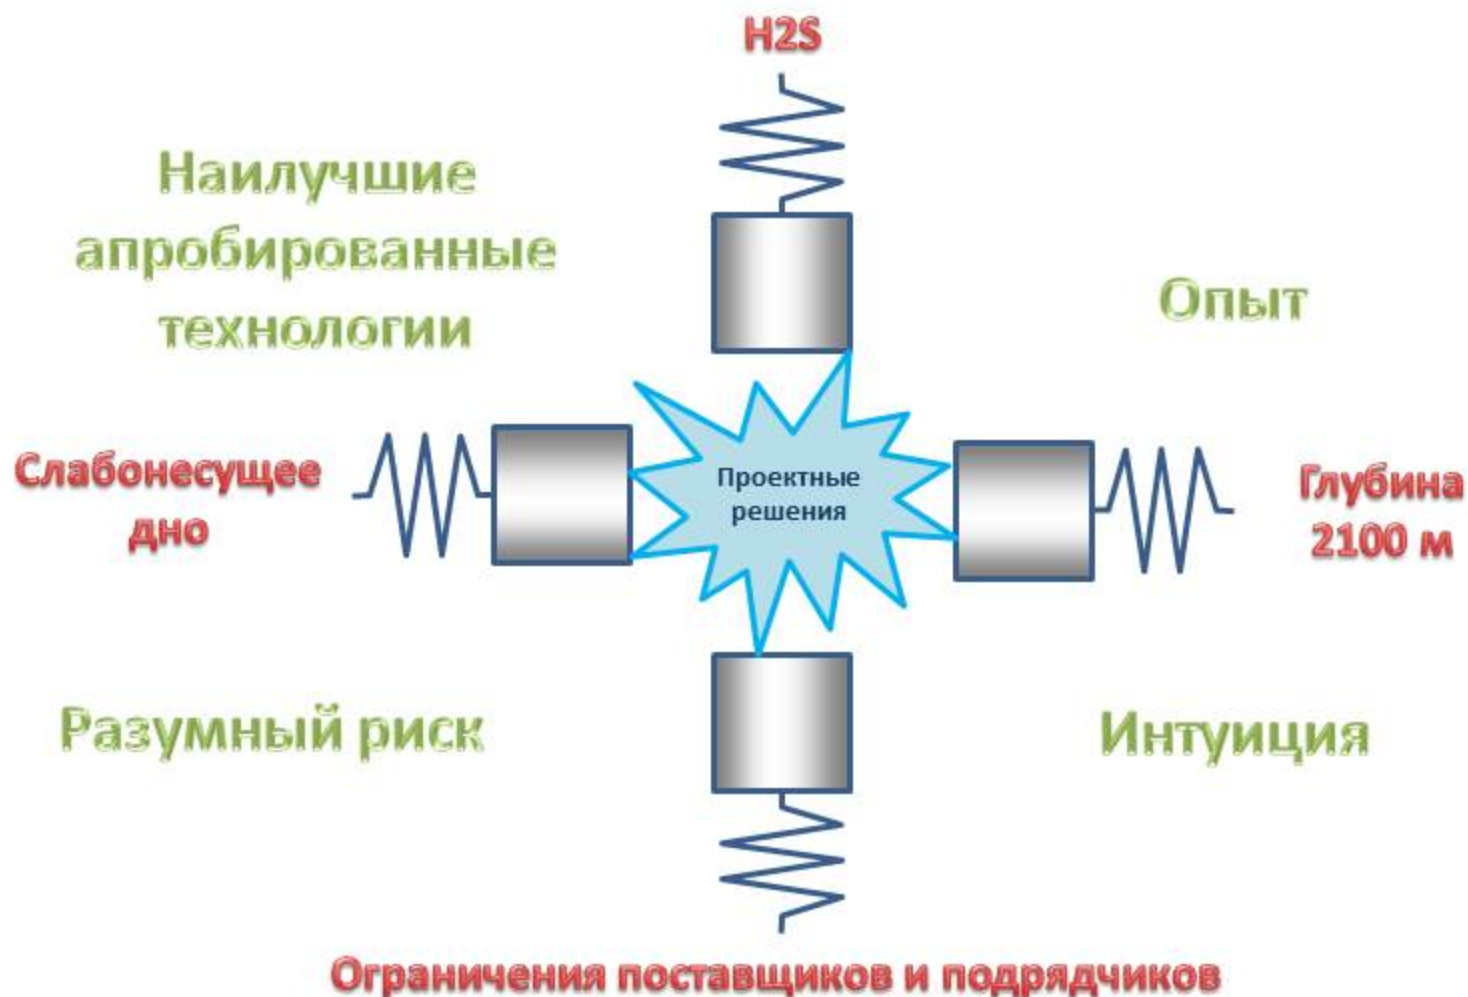 H2S
Наилучшие
апробированные
технологии
Опыт
Слабонесущее
дно
Проектные
решения
Глубина
2100 м
Разумный риск
Интуиция
Ограничения поставщиков и подрядчиков